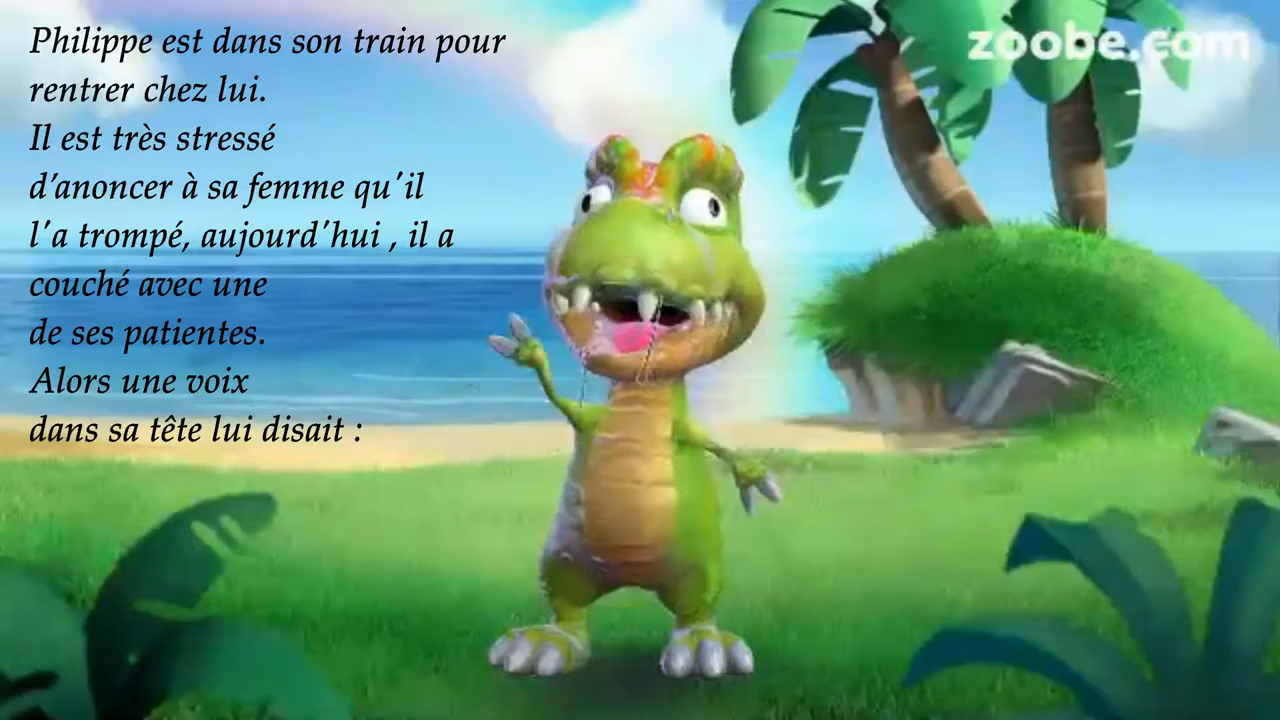 Philippe est dans son train pour
rentrer chez lui.
Il est très stressé
d'anoncer à sa femme qu'il
l'a trompé, aujourd'hui , il a
couché avec une
de ses patientes.
Alors une voix
dans sa tête lui disait :
zoobe.com